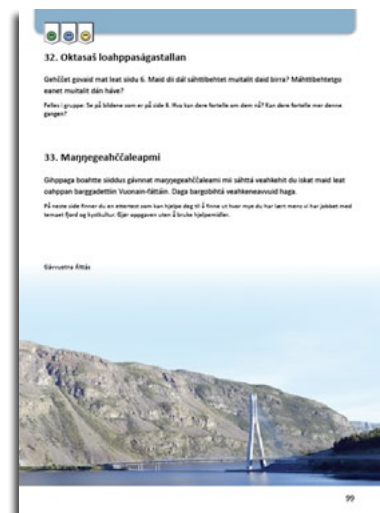 32. Oktasaš loahppaságastallan
Gehččet govaid mat leat siidu 6. Maid dii dál sáhttibehtet muitalit daid birra? Máhttibehtetgo
eanet muitalit dán háve?
Felles i gruppe: Se på bildene som er på side 6. Hva kan dere fortelle om dem nå? Kan dere fortelle mer denne
gangen?
33. Maŋŋegeahččaleapmi
Gihppaga boahtte siiddus gávnnat maŋŋegeahččaleami mii sáhttá veahkehit du iskat maid leat
oahppan barggadettiin Vuonain-fáttáin. Daga bargobihtá veahkeneavvuid haga.
På neste side finner du en ettertest som kan hjelpe deg til å finne ut hvor mye du har lært mens vi har jobbet med
temaet fjord og kystkultur. Gjør oppgaven uten å bruke hjelpemidler.
99